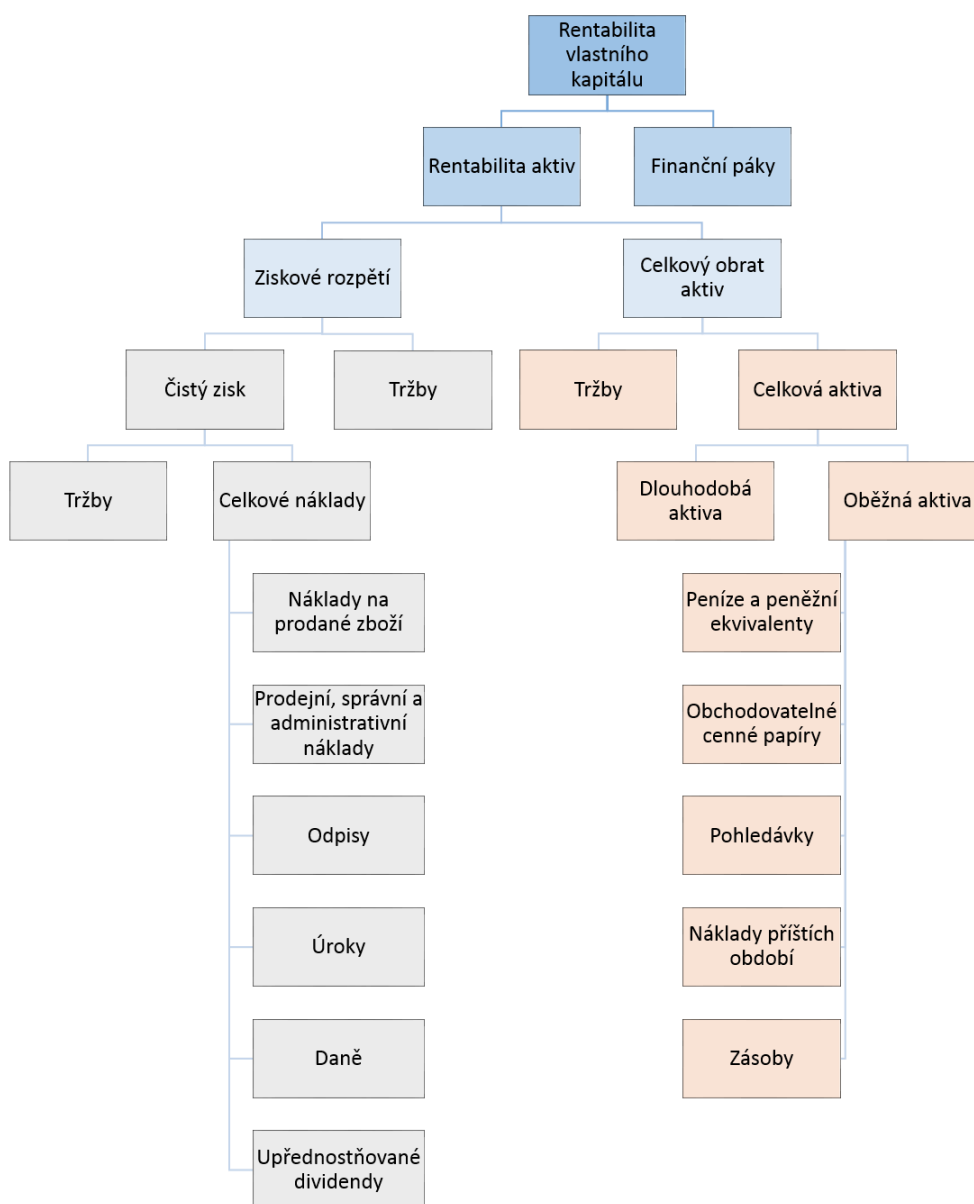 Rentabilita
vlastního
kapitálu
Rentabilita aktiv
Finanční páky
Ziskové rozpětí
Celkový obrat
aktiv
Čistý zisk
Tržby
Tržby
Celková aktiva
Tržby
Celkové náklady
Dlouhodobá
aktiva
Oběžná aktiva
Náklady na
prodané zboží
Peníze a peněžní
ekvivalenty
Prodejní, správní a
administrativní
náklady
Obchodovatelné
cenné papíry
Odpisy
Pohledávky
Úroky
Náklady příštích
období
Daně
Zásoby
Upřednostňované
dividendy